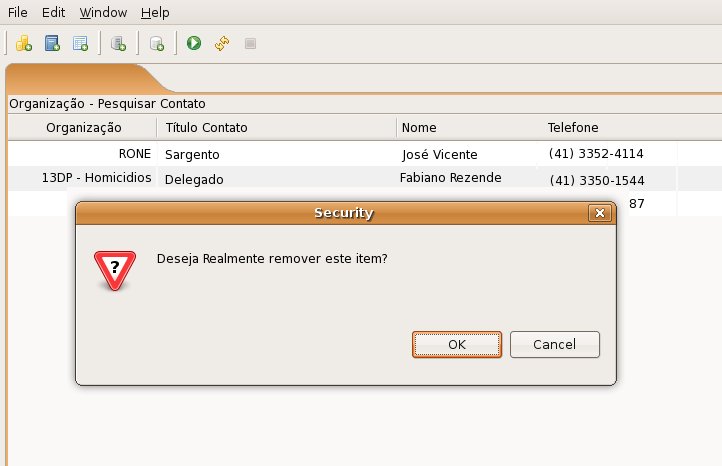 File Edit Window Help
Organização - Pesquisar Contato
Organização Título Contato Nome Telefone
RONE Sargento José Vicente (41) 3352-4114
13DP - Homicidios Delegado Fabiano Rezende (41) 3350-1544
87
Security
?
Deseja Realmente remover este item?
OK Cancel